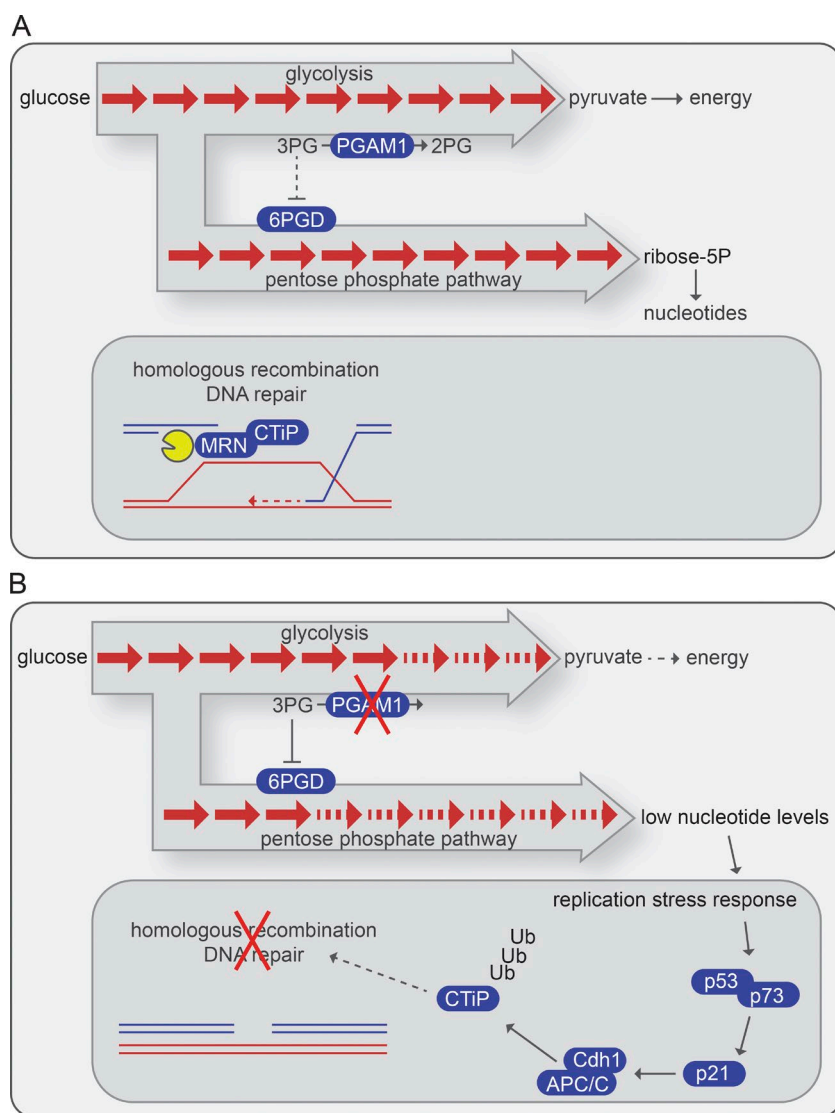 A
glycolysis
glucose
pyruvate
energy
3PG
PGAM1
2PG
6PGD
ribose-5P
pentose phosphate pathway
nucleotides
homologous recombination
DNA repair
CTiP
MRN
B
glycolysis
glucose
pyruvate
energy
3PG
PGAM1
6PGD
low nucleotide levels
pentose phosphate pathway
replication stress response
homologous recombination
DNA repair
Ub
Ub
Ub
CTiP
p53
p73
Cdh1
APC/C
p21